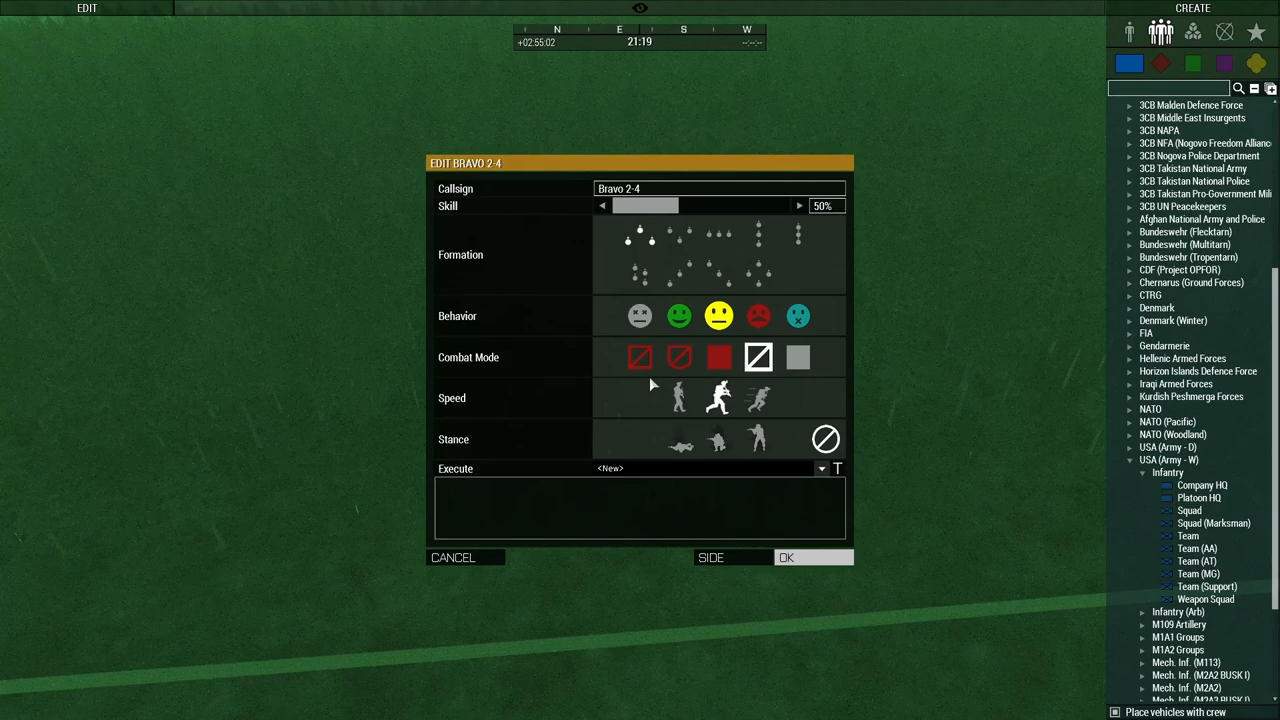 EDIT
CREATE
N E S W
+02:55:02 21:19 --:--:--
EDIT BRAVO 2-4
Callsign Bravo 2-4
Skill 50%
Formation
Behavior
Combat Mode
Speed
Stance
Execute <New> T
CANCEL SIDE OK
3CB Malden Defence Force
3CB Middle East Insurgents
3CB NAPA
3CB NFA (Nogovo Freedom Allianc
3CB Nogova Police Department
3CB Takistan National Army
3CB Takistan National Police
3CB Takistan Pro-Government Mili
3CB UN Peacekeepers
Afghan National Army and Police
Bundeswehr (Flecktarn)
Bundeswehr (Multitarn)
Bundeswehr (Tropentarn)
CDF (Project OPFOR)
Chernarus (Ground Forces)
CTRG
Denmark
Denmark (Winter)
FIA
Gendarmerie
Hellenic Armed Forces
Horizon Islands Defence Force
Iraqi Armed Forces
Kurdish Peshmerga Forces
NATO
NATO (Pacific)
NATO (Woodland)
USA (Army - D)
USA (Army - W)
Infantry
Company HQ
Platoon HQ
Squad
Squad (Marksman)
Team
Team (AA)
Team (AT)
Team (MG)
Team (Support)
Weapon Squad
Infantry (Arb)
M109 Artillery
M1A1 Groups
M1A2 Groups
Mech. Inf. (M113)
Mech. Inf. (M2A2 BUSK I)
Mech. Inf. (M2A2)
Mech. Inf. (M2A3 BUSK I)
Place vehicles with crew